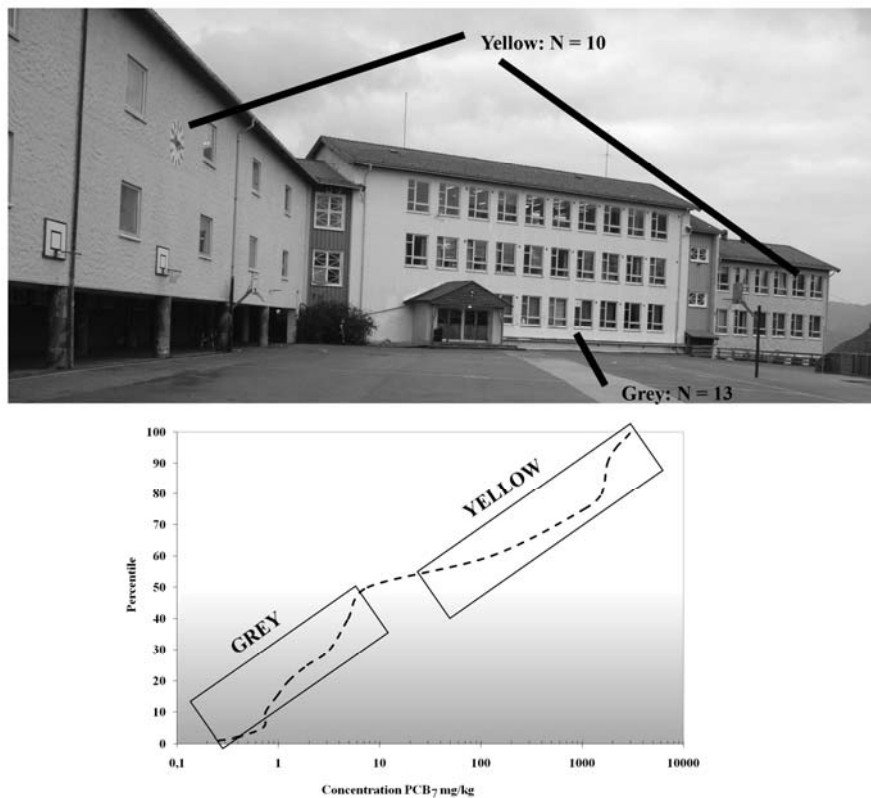 Yellow: N = 10
Grey: N = 13
100
90
80
70
60
50
40
30
20
10
0
Percentile
GREY
YELLOW
0,1 1 10 100 1000 10000
Concentration PCB7 mg/kg